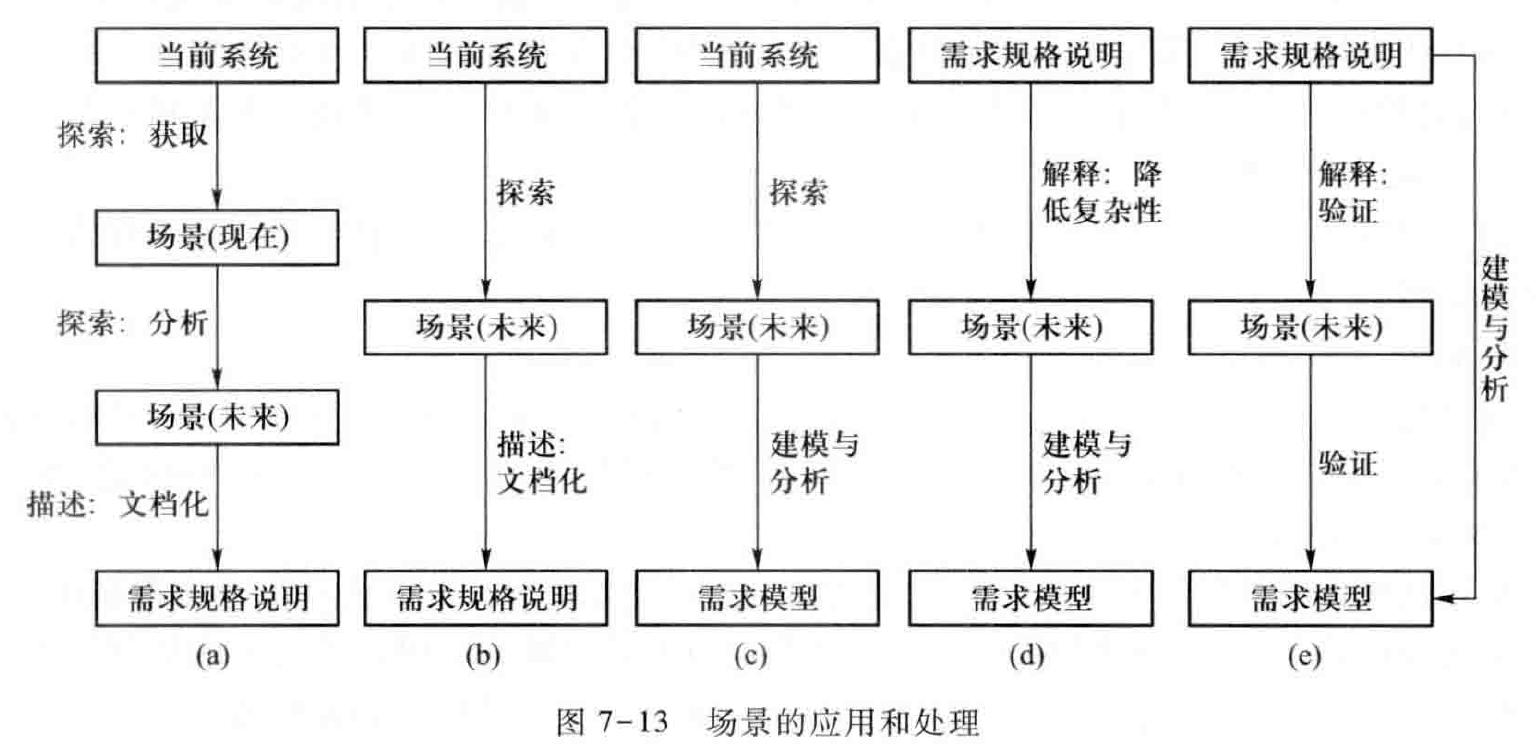 当前系统
探索：获取
场景(现在)
探索：分析
场景(未来)
描述：文档化
需求规格说明
(a)
当前系统
探索
场景(未来)
描述：
文档化
需求规格说明
(b)
当前系统
探索
场景(未来)
建模与
分析
需求模型
(c)
需求规格说明
解释：降
低复杂性
场景(未来)
建模与
分析
需求模型
(d)
需求规格说明
解释：
验证
场景(未来)
验证
需求模型
建模与分析
(e)
图 7-13 场景的应用和处理